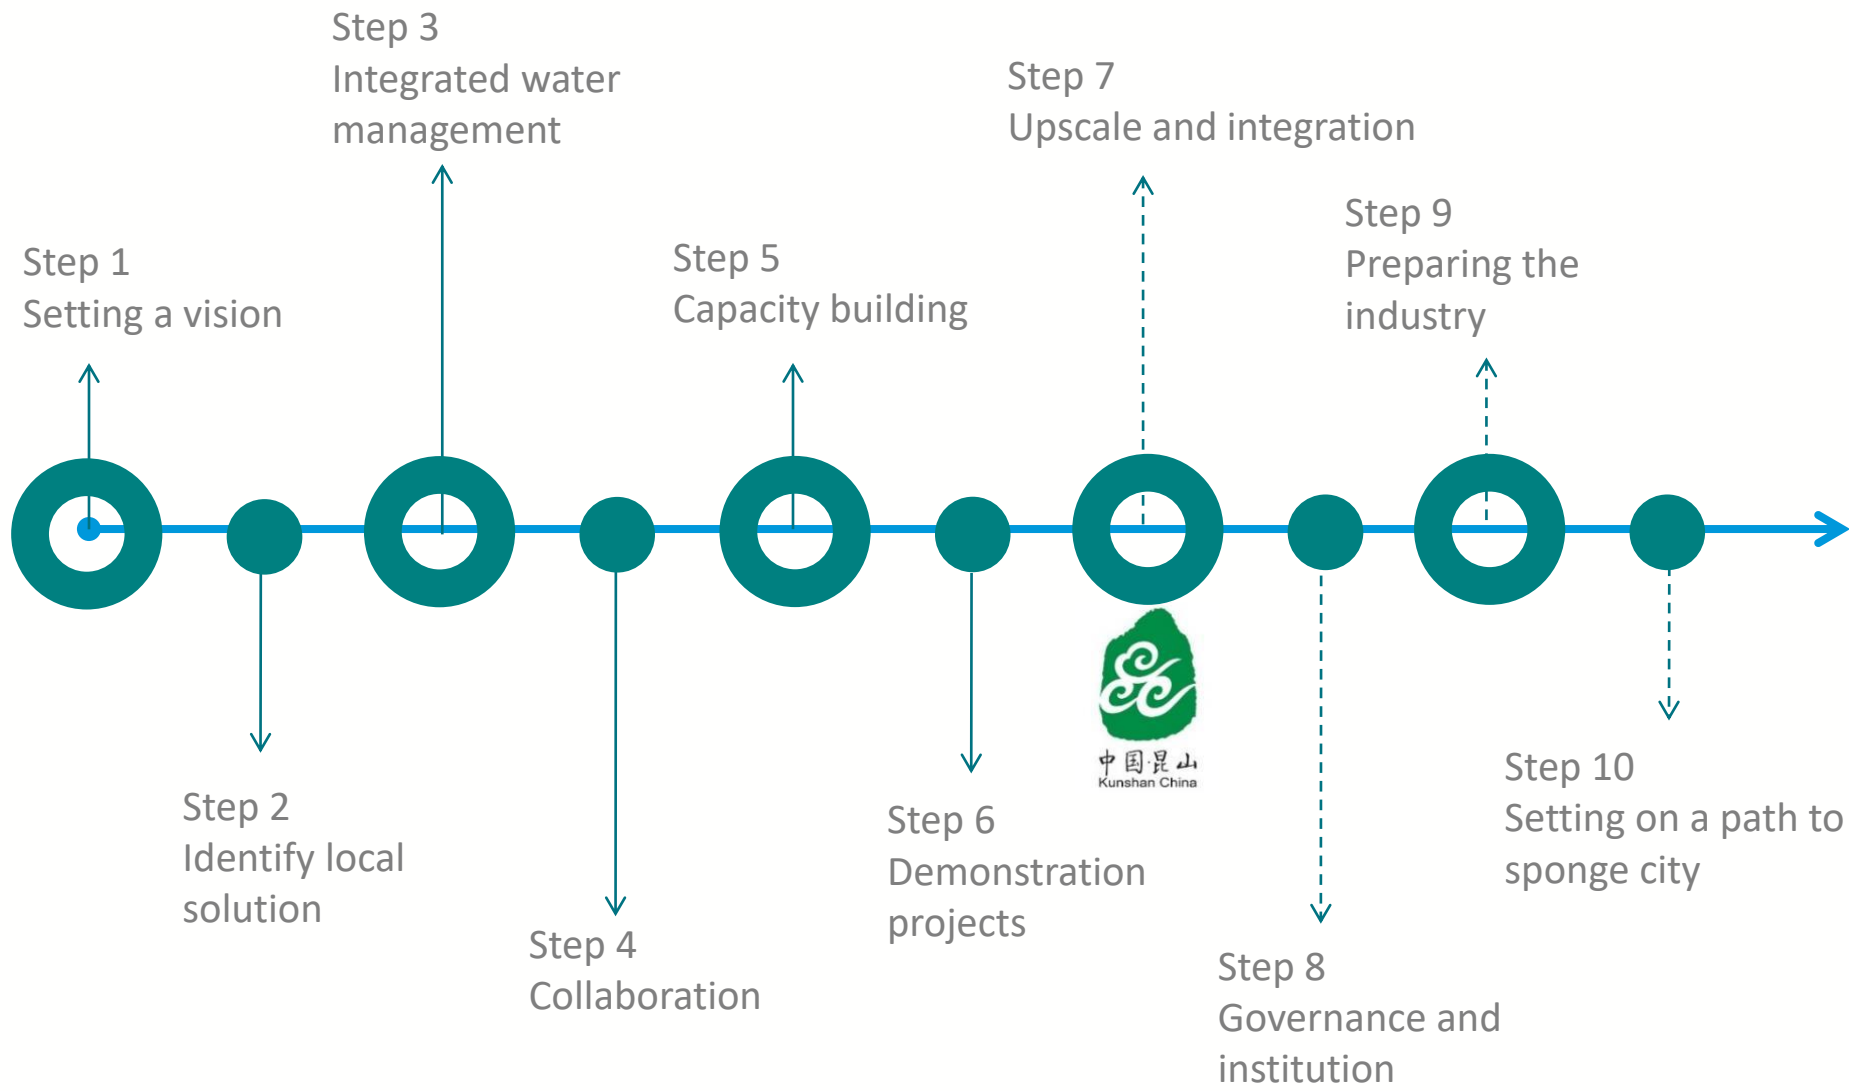 Step 1
Setting a vision
Step 2
Identify local
solution
Step 3
Integrated water
management
Step 4
Collaboration
Step 5
Capacity building
Step 6
Demonstration
projects
Step 7
Upscale and integration
中国·昆山
Kunshan China
Step 8
Governance and
institution
Step 9
Preparing the
industry
Step 10
Setting on a path to
sponge city